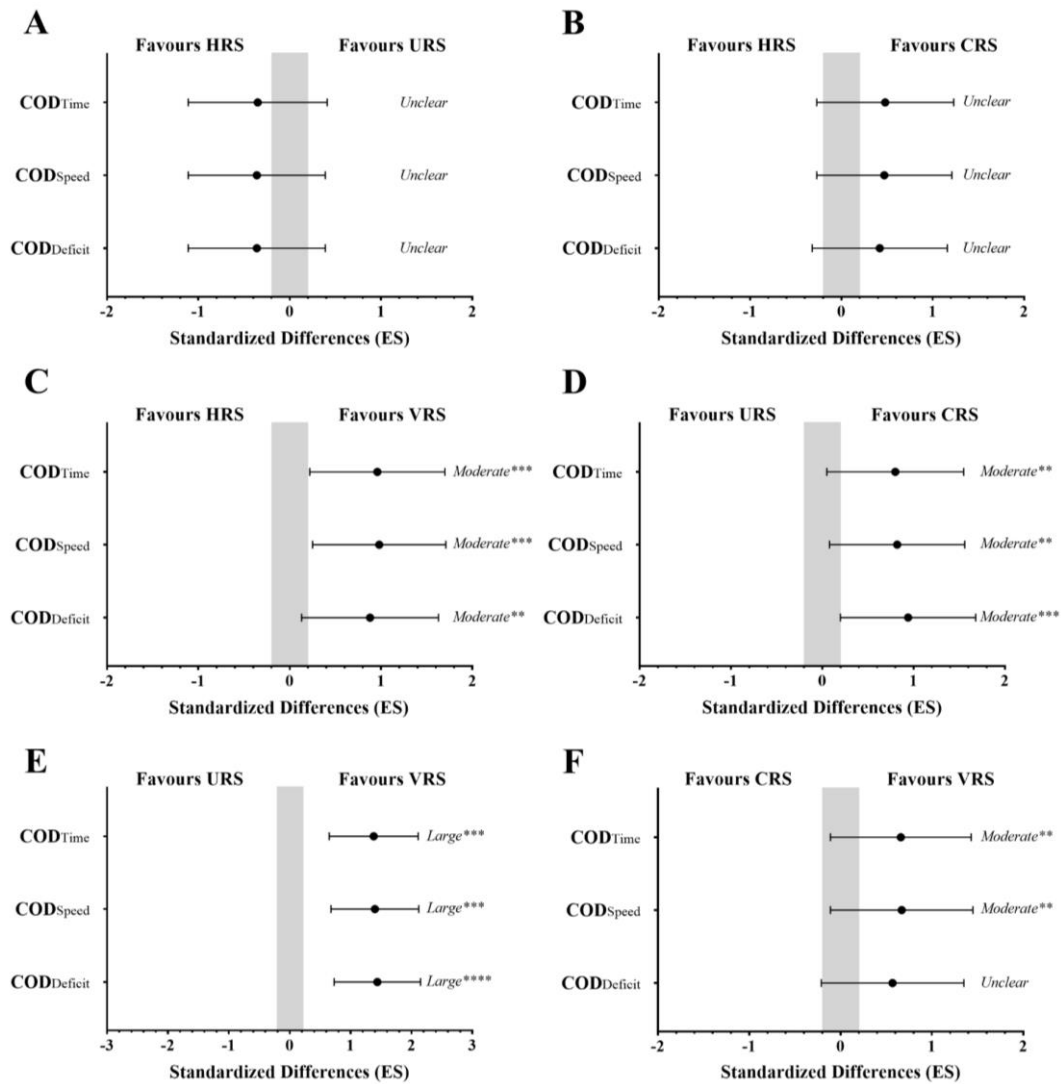 A
Favours HRS Favours URS
CODTime Unclear
CODSpeed Unclear
CODDeficit Unclear
-2 -1 0 1 2
Standardized Differences (ES)
B
Favours HRS Favours CRS
CODTime Unclear
CODSpeed Unclear
CODDeficit Unclear
-2 -1 0 1 2
Standardized Differences (ES)
C
Favours HRS Favours VRS
CODTime Moderate***
CODSpeed Moderate***
CODDeficit Moderate**
-2 -1 0 1 2
Standardized Differences (ES)
D
Favours URS Favours CRS
CODTime Moderate**
CODSpeed Moderate**
CODDeficit Moderate***
-2 -1 0 1 2
Standardized Differences (ES)
E
Favours URS Favours VRS
CODTime Large***
CODSpeed Large***
CODDeficit Large****
-3 -2 -1 0 1 2 3
Standardized Differences (ES)
F
Favours CRS Favours VRS
CODTime Moderate**
CODSpeed Moderate**
CODDeficit Unclear
-2 -1 0 1 2
Standardized Differences (ES)